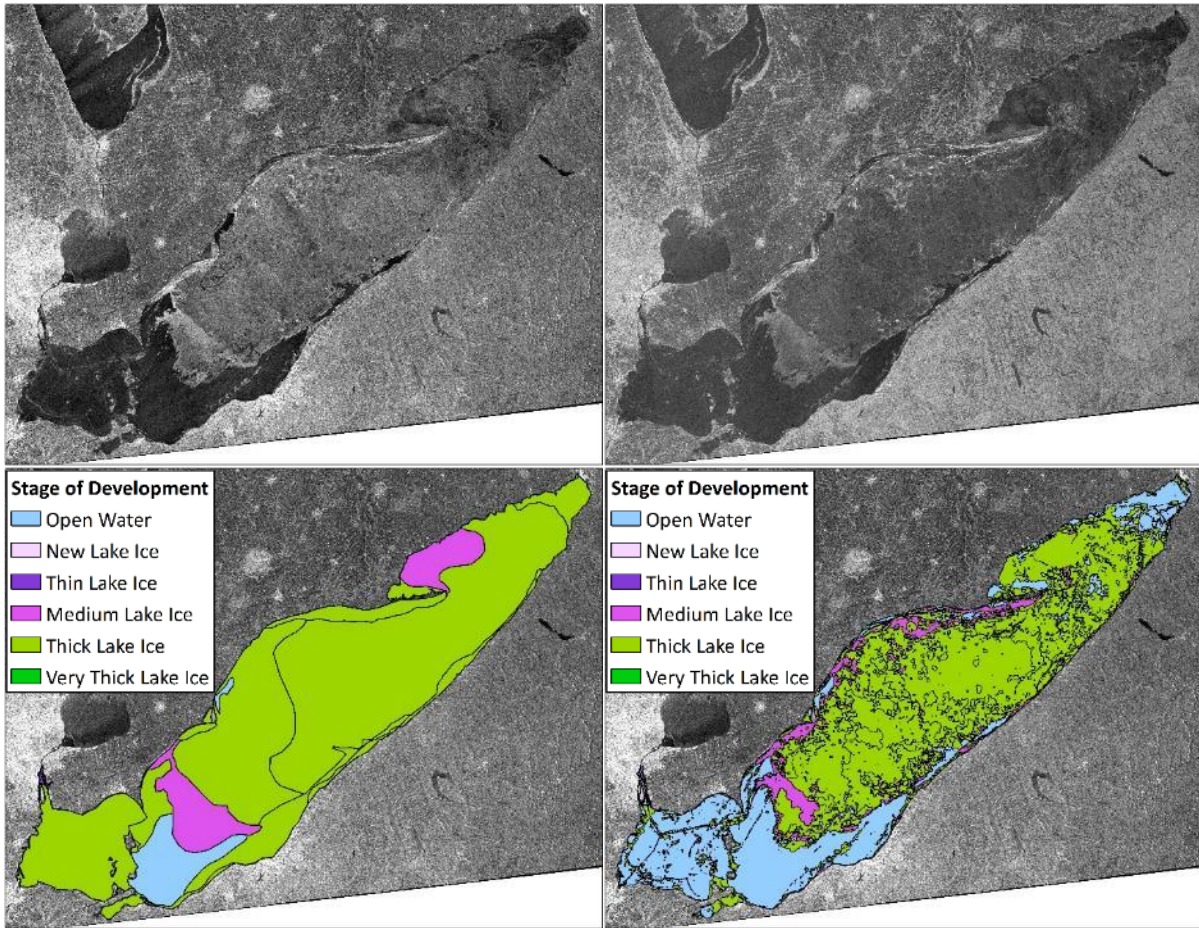 Stage of Development
Open Water
New Lake Ice
Thin Lake Ice
Medium Lake Ice
Thick Lake Ice
Very Thick Lake Ice
Stage of Development
Open Water
New Lake Ice
Thin Lake Ice
Medium Lake Ice
Thick Lake Ice
Very Thick Lake Ice